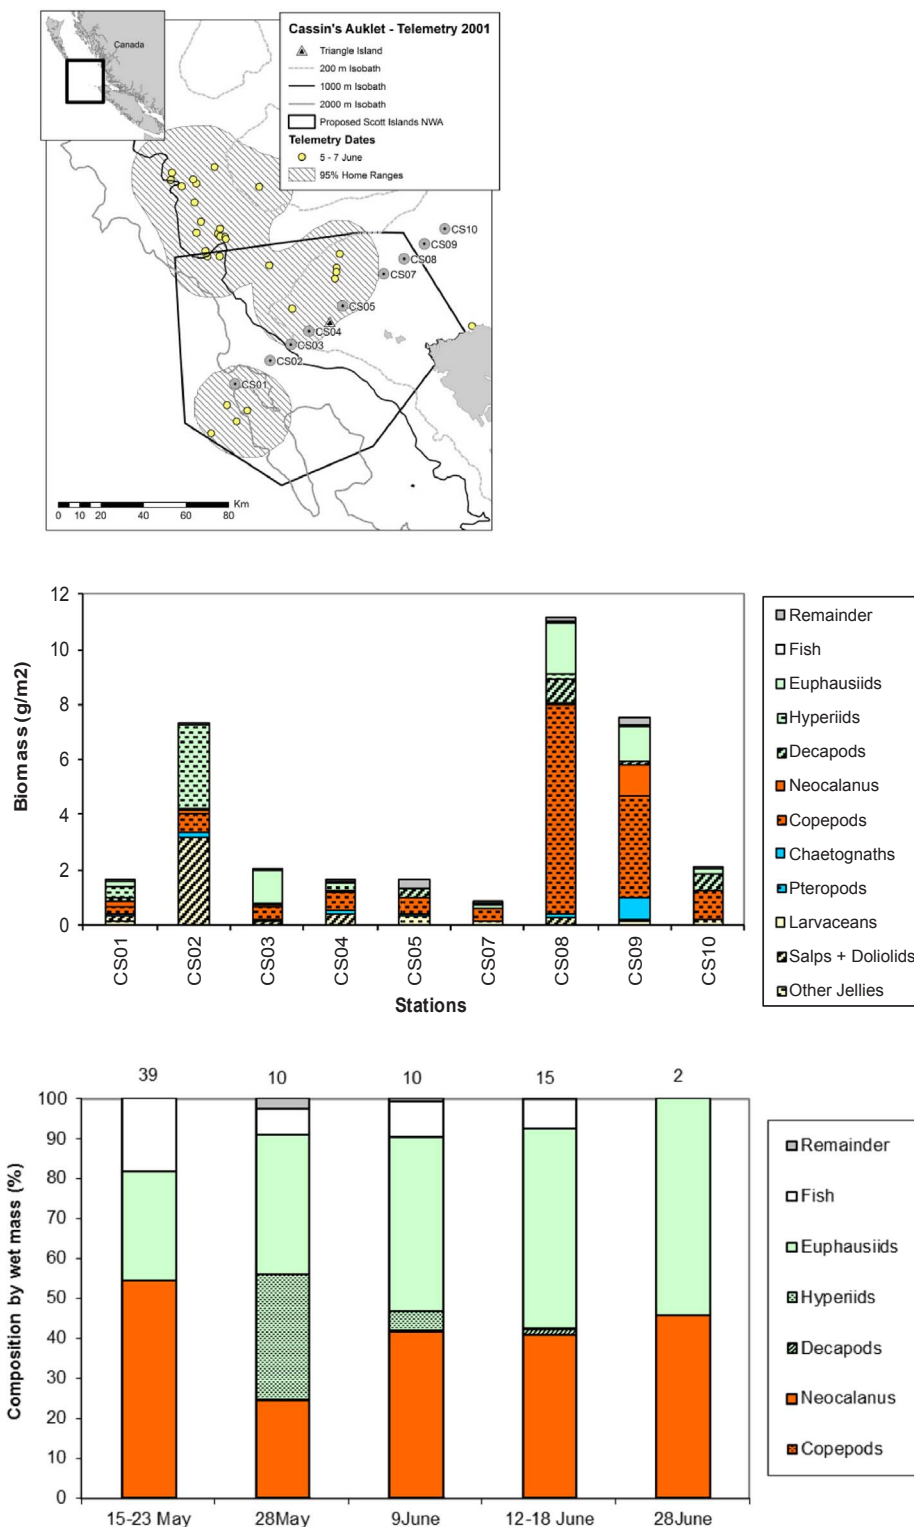 Canada
Cassin's Auklet - Telemetry 2001
Triangle Island
200 m Isobath
1000 m Isobath
2000 m Isobath
Proposed Scott Islands NWA
Telemetry Dates
5 - 7 June
95% Home Ranges
CS10
CS09
CS08
CS07
CS05
CS04
CS03
CS02
CS01
Km
0 10 20 40 60 80
12
10
8
6
4
2
0
Biomass (g/m2)
CS01 CS02 CS03 CS04 CS05 CS07 CS08 CS09 CS10
Stations
Remainder
Fish
Euphausiids
Hyperiids
Decapods
Neocalanus
Copepods
Chaetognaths
Pteropods
Larvaceans
Salps + Doliolids
Other Jellies
39 10 10 15 2
100
90
80
70
60
50
40
30
20
10
0
Composition by wet mass (%)
15-23 May 28May 9June 12-18 June 28June
Remainder
Fish
Euphausiids
Hyperiids
Decapods
Neocalanus
Copepods